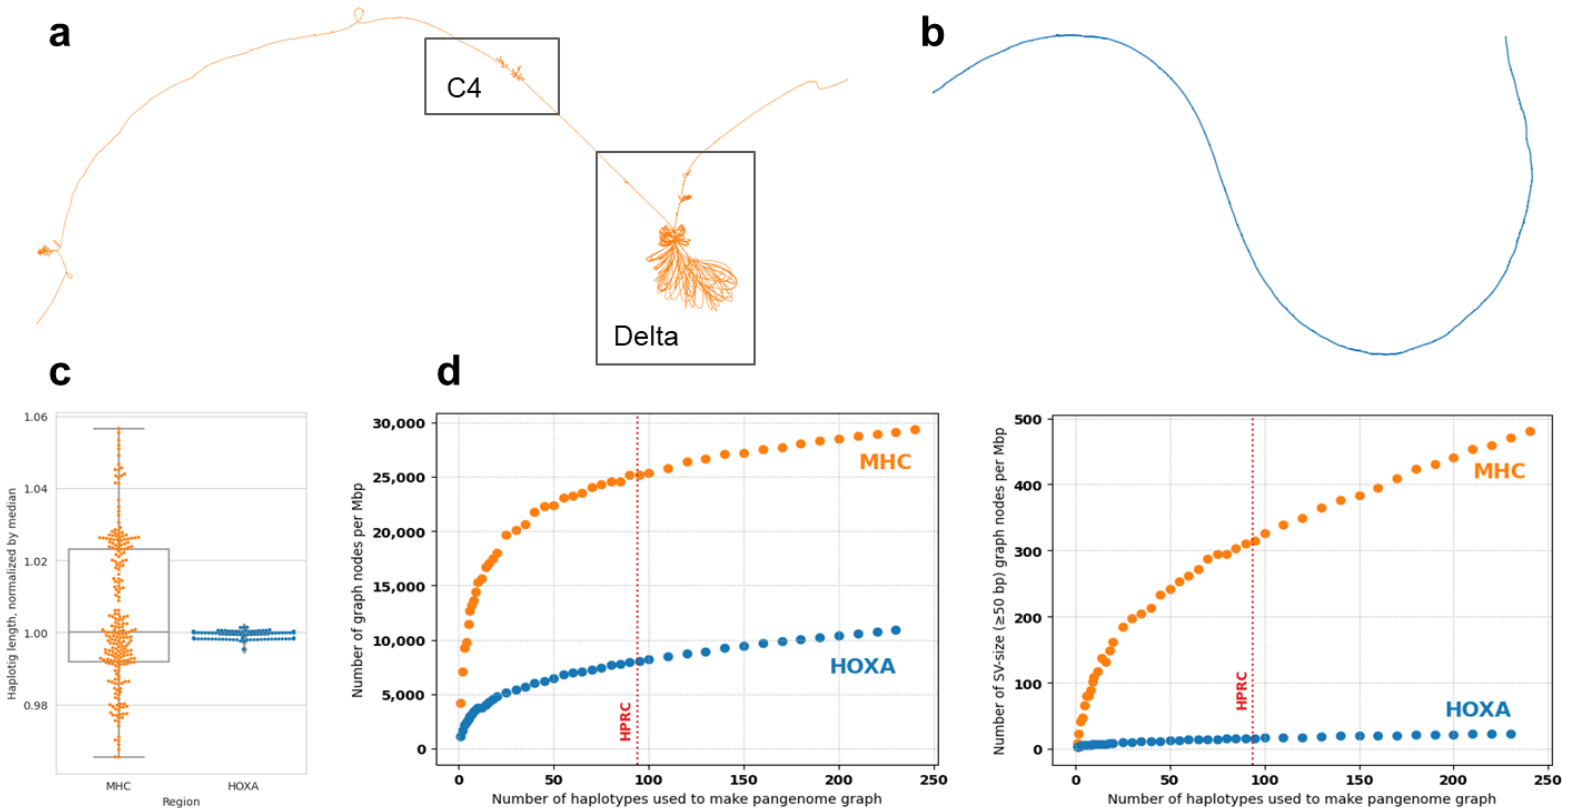 a
C4
Delta
b
c
1.06
1.04
1.02
1.00
0.98
Haplotig length, normalized by median
MHC
HOXA
Region
d
30,000
25,000
20,000
15,000
10,000
5,000
0
Number of graph nodes per Mbp
MHC
HOXA
HPRC
0
50
100
150
200
250
Number of haplotypes used to make pangenome graph
500
400
300
200
100
0
Number of SV-size (≥50 bp) graph nodes per Mbp
MHC
HOXA
HPRC
0
50
100
150
200
250
Number of haplotypes used to make pangenome graph